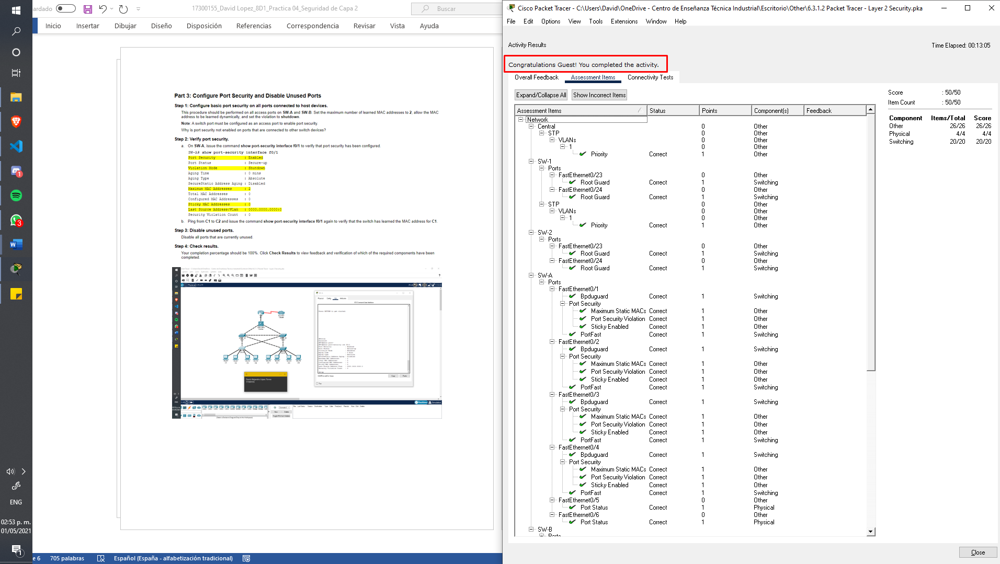 ardado
17300155_David Lopez_8D1_Practica 04_Seguridad de Capa 2
Buscar
Inicio Insertar Dibujar Diseño Disposición Referencias Correspondencia Revisar Vista Ayuda
Part 3: Configure Port Security and Disable Unused Ports
Step 1: Configure basic port security on all ports connected to host devices.
This procedure should be performed on all access ports on SW-A and SW-B. Set the maximum number of learned MAC addresses to 2, allow the MAC
address to be learned dynamically, and set the violation to shutdown.
Note: A switch port must be configured as an access port to enable port security.
Why is port security not enabled on ports that are connected to other switch devices?
Step 2: Verify port security.
a. On SW-A, issue the command show port-security interface f0/1 to verify that port security has been configured.
SW-A# show port-security interface f0/1
Port Security : Enabled
Port Status : Secure-up
Violation Mode : Shutdown
Aging Time : 0 mins
Aging Type : Absolute
SecureStatic Address Aging : Disabled
Maximum MAC Addresses : 2
Total MAC Addresses : 0
Configured MAC Addresses : 0
Sticky MAC Addresses : 0
Last Source Address:Vlan : 0000.0000.0000:0
Security Violation Count : 0
b. Ping from C1 to C2 and issue the command show port-security interface f0/1 again to verify that the switch has learned the MAC address for C1.
Step 3: Disable unused ports.
Disable all ports that are currently unused.
Step 4: Check results.
Your completion percentage should be 100%. Click Check Results to view feedback and verification of which of the required components have been
completed.
David Alejandro López Torres
17300155
ENG
02:53 p. m.
01/05/2021
e 6 705 palabras Español (España - alfabetización tradicional)
Cisco Packet Tracer - C:\Users\David\OneDrive - Centro de Enseñanza Técnica Industrial\Escritorio\Other\6.3.1.2 Packet Tracer - Layer 2 Security.pka
File Edit Options View Tools Extensions Window Help
Activity Results
Time Elapsed: 00:13:05
Congratulations Guest! You completed the activity.
Overall Feedback Assessment Items Connectivity Tests
Expand/Collapse All Show Incorrect Items
Assessment Items Status Points Component(s) Feedback
Network
Central 0 Other
STP 0 Other
VLANs 0 Other
1 0 Other
Priority Correct 1 Other
SW-1
Ports
FastEthernet0/23 0 Other
Root Guard Correct 1 Switching
FastEthernet0/24 0 Other
Root Guard Correct 1 Switching
STP 0 Other
VLANs 0 Other
1 0 Other
Priority Correct 1 Other
SW-2
Ports
FastEthernet0/23 0 Other
Root Guard Correct 1 Switching
FastEthernet0/24 0 Other
Root Guard Correct 1 Switching
SW-A
Ports
FastEthernet0/1
Bpduguard Correct 1 Switching
Port Security
Maximum Static MACs Correct 1 Other
Port Security Violation Correct 1 Other
Sticky Enabled Correct 1 Other
PortFast Correct 1 Switching
FastEthernet0/2
Bpduguard Correct 1 Switching
Port Security
Maximum Static MACs Correct 1 Other
Port Security Violation Correct 1 Other
Sticky Enabled Correct 1 Other
PortFast Correct 1 Switching
FastEthernet0/3
Bpduguard Correct 1 Switching
Port Security
Maximum Static MACs Correct 1 Other
Port Security Violation Correct 1 Other
Sticky Enabled Correct 1 Other
PortFast Correct 1 Switching
FastEthernet0/4
Bpduguard Correct 1 Switching
Port Security
Maximum Static MACs Correct 1 Other
Port Security Violation Correct 1 Other
Sticky Enabled Correct 1 Other
PortFast Correct 1 Switching
FastEthernet0/5 0 Other
Port Status Correct 1 Physical
FastEthernet0/6 0 Other
Port Status Correct 1 Physical
SW-B
Ports
Score : 50/50
Item Count : 50/50
Component Items/Total Score
Other 26/26 26/26
Physical 4/4 4/4
Switching 20/20 20/20
Close